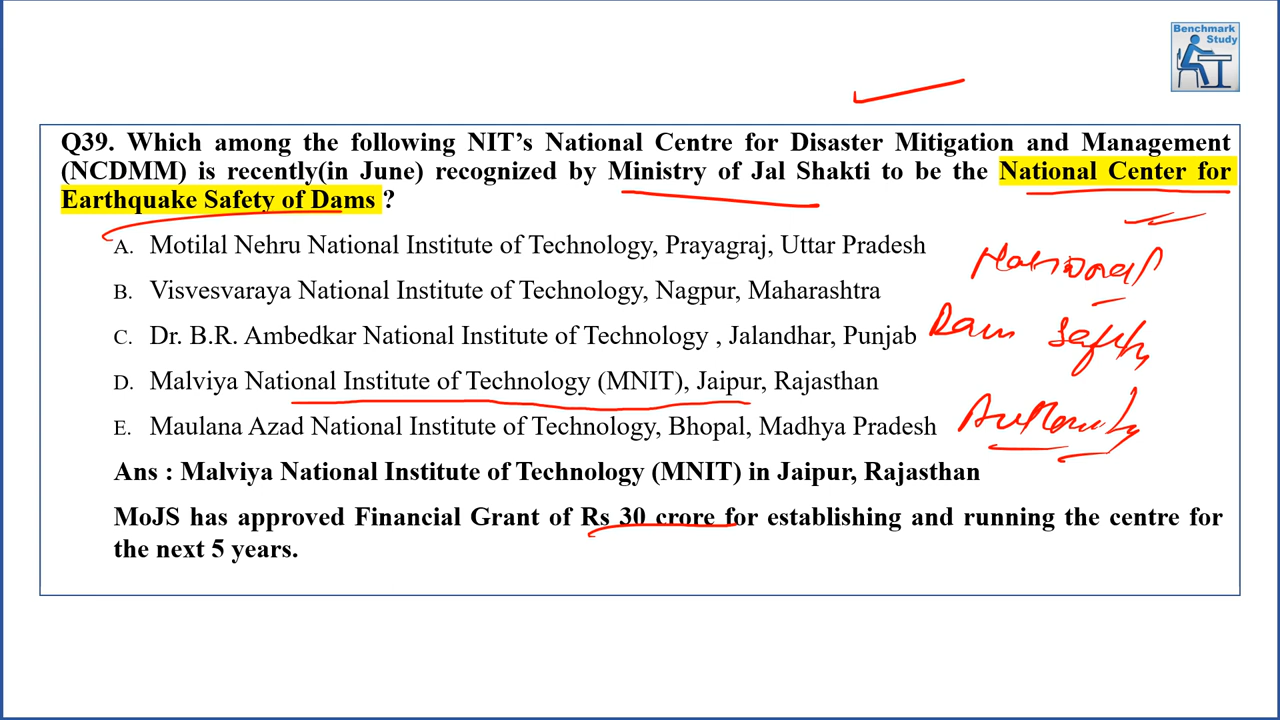 Benchmark
Study
Q39. Which among the following NIT’s National Centre for Disaster Mitigation and Management
(NCDMM) is recently(in June) recognized by Ministry of Jal Shakti to be the National Center for
Earthquake Safety of Dams ?
A. Motilal Nehru National Institute of Technology, Prayagraj, Uttar Pradesh
B. Visvesvaraya National Institute of Technology, Nagpur, Maharashtra
C. Dr. B.R. Ambedkar National Institute of Technology , Jalandhar, Punjab
D. Malviya National Institute of Technology (MNIT), Jaipur, Rajasthan
E. Maulana Azad National Institute of Technology, Bhopal, Madhya Pradesh
Ans : Malviya National Institute of Technology (MNIT) in Jaipur, Rajasthan
MoJS has approved Financial Grant of Rs 30 crore for establishing and running the centre for
the next 5 years.
National
Dam Safety
Authority